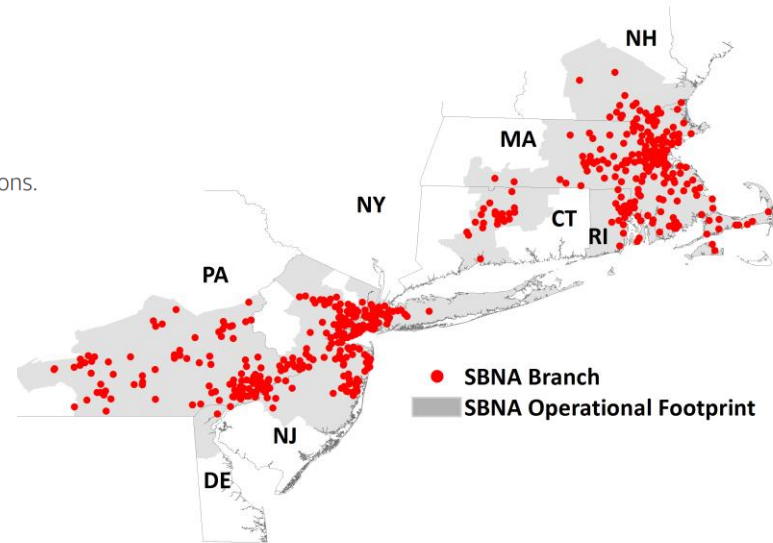 NH
MA
ons.
NY
CT
RI
PA
SBNA Branch
SBNA Operational Footprint
NJ
DE